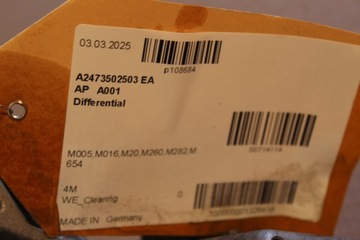 03.03.2025
p108684
A2473502503 EA
AP A001
Differential
00714114
M005,M016,M20,M260,M282,M
654
4M
WE_Clearing 0
MADE IN Germany